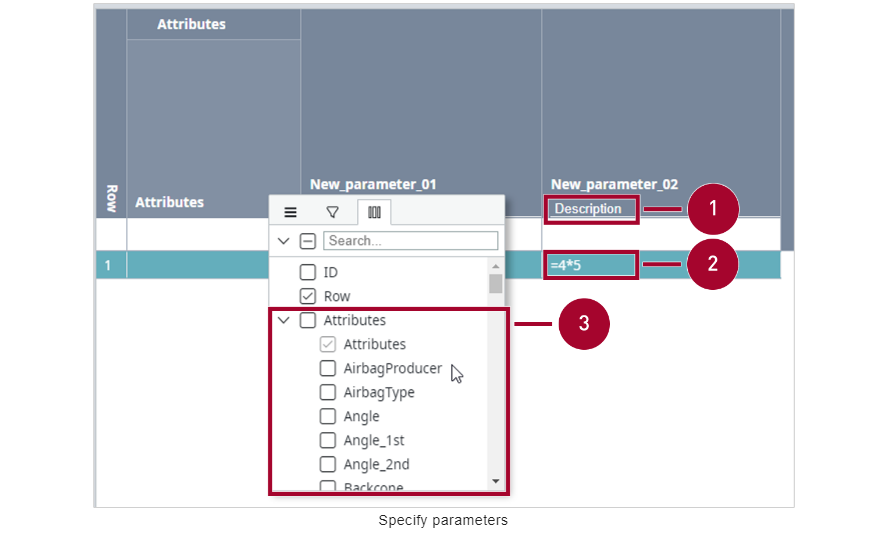 Attributes
Row
Attributes
New_parameter_01
New_parameter_02
Description
1
Search...
1
=4*5
2
ID
Row
Attributes
3
Attributes
AirbagProducer
AirbagType
Angle
Angle_1st
Angle_2nd
Backcone
Specify parameters